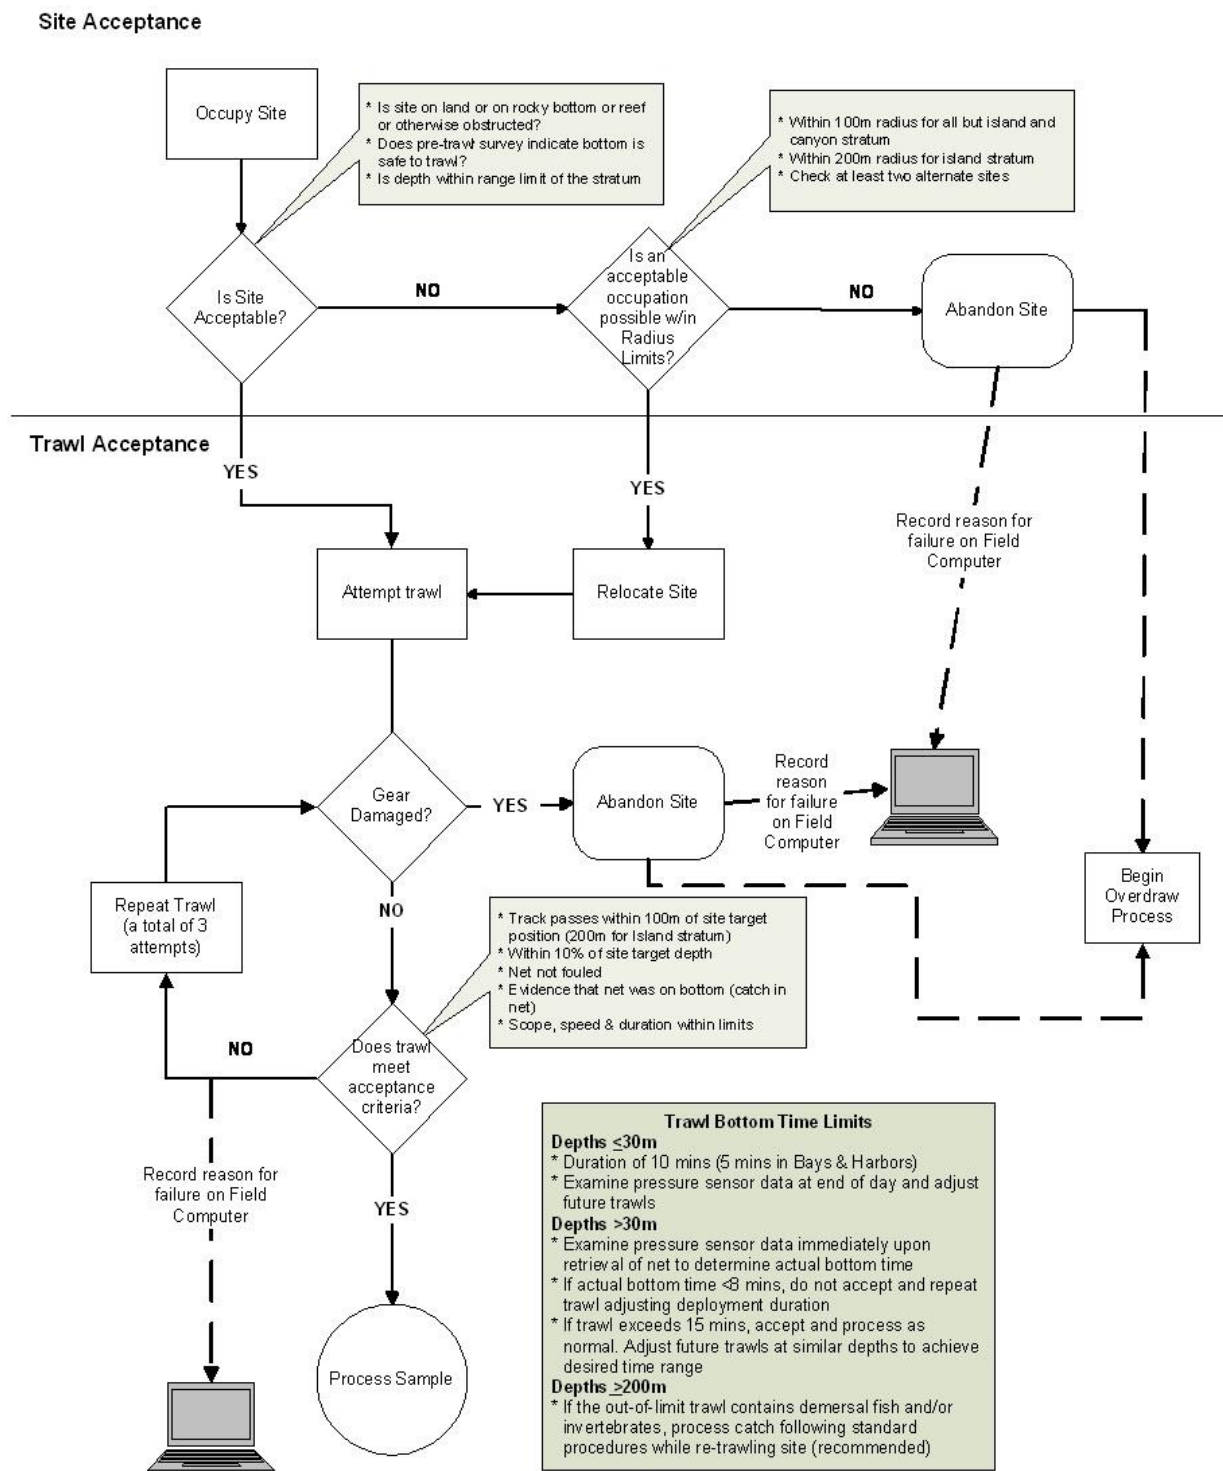 Site Acceptance
Occupy Site
* Is site on land or on rocky bottom or reef
or otherwise obstructed?
* Does pre-trawl survey indicate bottom is
safe to trawl?
* Is depth within range limit of the stratum
* Within 100m radius for all but island and
canyon stratum
* Within 200m radius for island stratum
* Check at least two alternate sites
Is Site
Acceptable?
NO
Is an
acceptable
occupation
possible w/in
Radius
Limits?
NO
Abandon Site
Trawl Acceptance
YES
YES
Record reason for
failure on Field
Computer
Attempt trawl
Relocate Site
Gear
Damaged?
YES
Abandon Site
Record
reason
for failure
on Field
Computer
Begin
Overdraw
Process
Repeat Trawl
(a total of 3
attempts)
NO
* Track passes within 100m of site target
position (200m for Island stratum)
* Within 10% of site target depth
* Net not fouled
* Evidence that net was on bottom (catch in
net)
* Scope, speed & duration within limits
NO
Does trawl
meet
acceptance
criteria?
Record reason for
failure on Field
Computer
YES
Process Sample
Trawl Bottom Time Limits
Depths ≤30m
* Duration of 10 mins (5 mins in Bays & Harbors)
* Examine pressure sensor data at end of day and adjust
future trawls
Depths >30m
* Examine pressure sensor data immediately upon
retrieval of net to determine actual bottom time
* If actual bottom time <8 mins, do not accept and repeat
trawl adjusting deployment duration
* If trawl exceeds 15 mins, accept and process as
normal. Adjust future trawls at similar depths to achieve
desired time range
Depths ≥200m
* If the out-of-limit trawl contains demersal fish and/or
invertebrates, process catch following standard
procedures while re-trawling site (recommended)